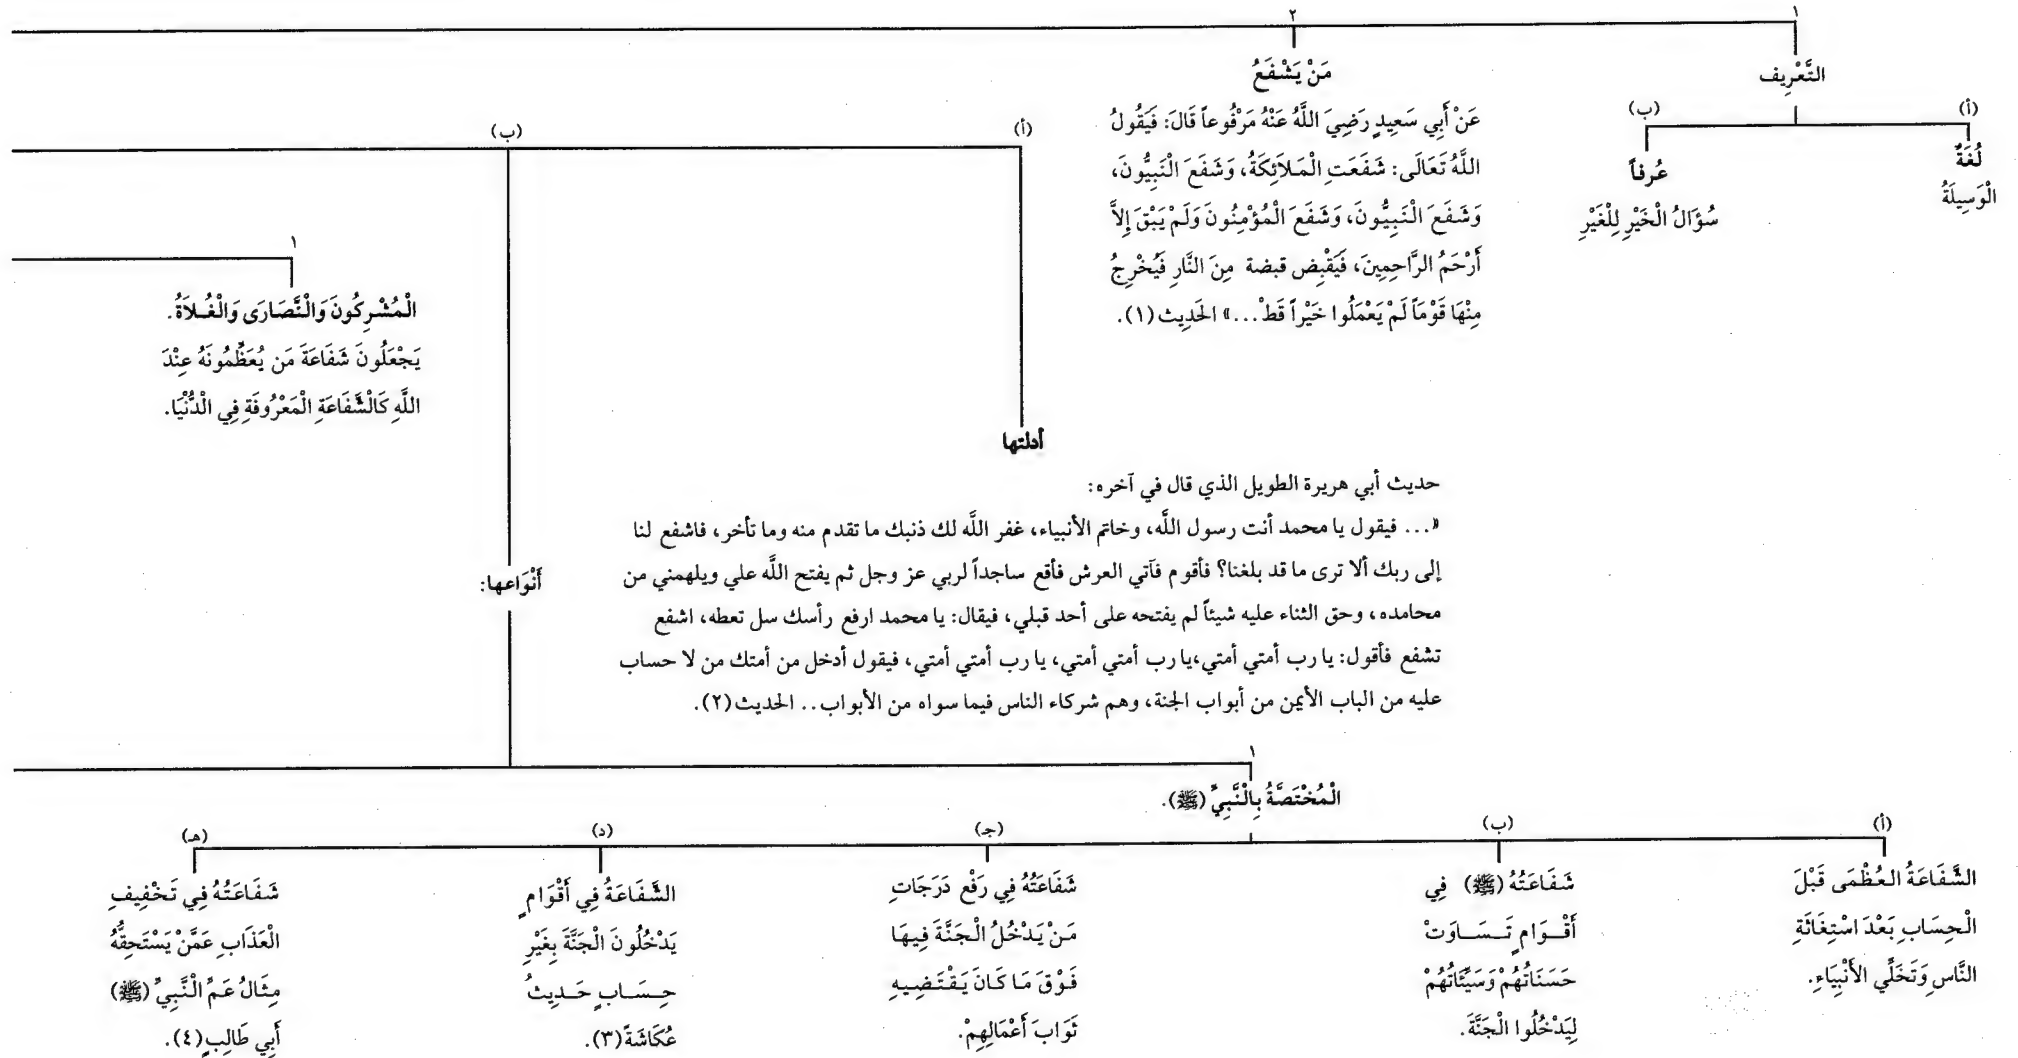 ١
التَّعْرِيف
(أ)
لُغَةً
الْوَسِيلَةُ
(ب)
عُرفاً
سُؤَالُ الْخَيْرِ لِلْغَيْرِ
٢
مَنْ يَشْفَعُ
عَنْ أَبِي سَعِيدٍ رَضِيَ اللَّهُ عَنْهُ مَرْفُوعاً قَالَ: فَيَقُولُ
اللَّهُ تَعَالَى: شَفَعَتِ الْمَلَائِكَةُ، وَشَفَعَ النَّبِيُّونَ،
وَشَفَعَ النَّبِيُّونَ، وَشَفَعَ الْمُؤْمِنُونَ وَلَمْ يَبْقَ إِلاَّ
أَرْحَمُ الرَّاحِمِينَ، فَيَقْبِض قبضة مِنَ النَّارِ فَيُخْرِجُ
مِنْهَا قَوْمَاً لَمْ يَعْمَلُوا خَيْراً قَطْ...» الحَدِيث (١).
(أ)
أدلتها
حديث أبي هريرة الطويل الذي قال في آخره:
«... فيقول يا محمد أنت رسول اللَّه، وخاتم الأنبياء، غفر اللَّه لك ذنبك ما تقدم منه وما تأخر، فاشفع لنا
إلى ربك ألا ترى ما قد بلغنا؟ فأقوم فآتي العرش فأقع ساجداً لربي عز وجل ثم يفتح اللَّه علي ويلهمني من
محامده، وحق الثناء عليه شيئاً لم يفتحه على أحد قبلي، فيقال: يا محمد ارفع رأسك سل تعطه، اشفع
تشفع فأقول: يا رب أمتي أمتي، يا رب أمتي أمتي، يا رب أمتي أمتي، فيقول أدخل من أمتك من لا حساب
عليه من الباب الأيمن من أبواب الجنة، وهم شركاء الناس فيما سواه من الأبواب.. الحديث (٢).
(ب)
أَنْوَاعها:
١
الْمُشْرِكُونَ وَالْنَّصَارَى وَالْغُلاَةُ.
يَجْعَلُونَ شَفَاعَةَ مَن يُعَظِّمُونَهُ عِنْدَ
اللَّهِ كَالْشَّفَاعَةِ الْمَعْرُوفَةِ فِي الْدُّنْيَا.
١
الْمُخْتَصَّةُ بِالْنَّبِيِّ (ﷺ).
(أ)
الشَّفَاعَةُ العُظْمَى قَبْلَ
الْحِسَابِ بَعْدَ اسْتِغَاثَةِ
النَّاسِ وَتَخَلِّي الأَنْبِيَاءِ.
(ب)
شَفَاعَتُهُ (ﷺ) فِي
أَقْوَامٍ تَسَاوَتْ
حَسَنَاتُهُمْ وَسَيِّئَاتُهُمْ
لِيَدْخُلُوا الْجَنَّةَ.
(جـ)
شَفَاعَتُهُ فِي رَفْعِ دَرَجَاتِ
مَنْ يَدْخُلُ الْجَنَّةَ فِيهَا
فَوْقَ مَا كَانَ يَقْتَضِيهِ
ثَوَابَ أَعْمَالِهِمْ.
(د)
الشَّفَاعَةُ فِي أَقْوَامٍ
يَدْخُلُونَ الْجَنَّةَ بِغَيْرِ
حِسَابٍ حَدِيثُ
عُكَاشَةً (٣).
(هـ)
شَفَاعَتُهُ فِي تَخْفِيفِ
الْعَذَابِ عَمَّنْ يَسْتَحِقُّهُ
مِثَالُ عَمِّ الْنَّبِيِّ (ﷺ)
أَبِي طَالِبٍ (٤).